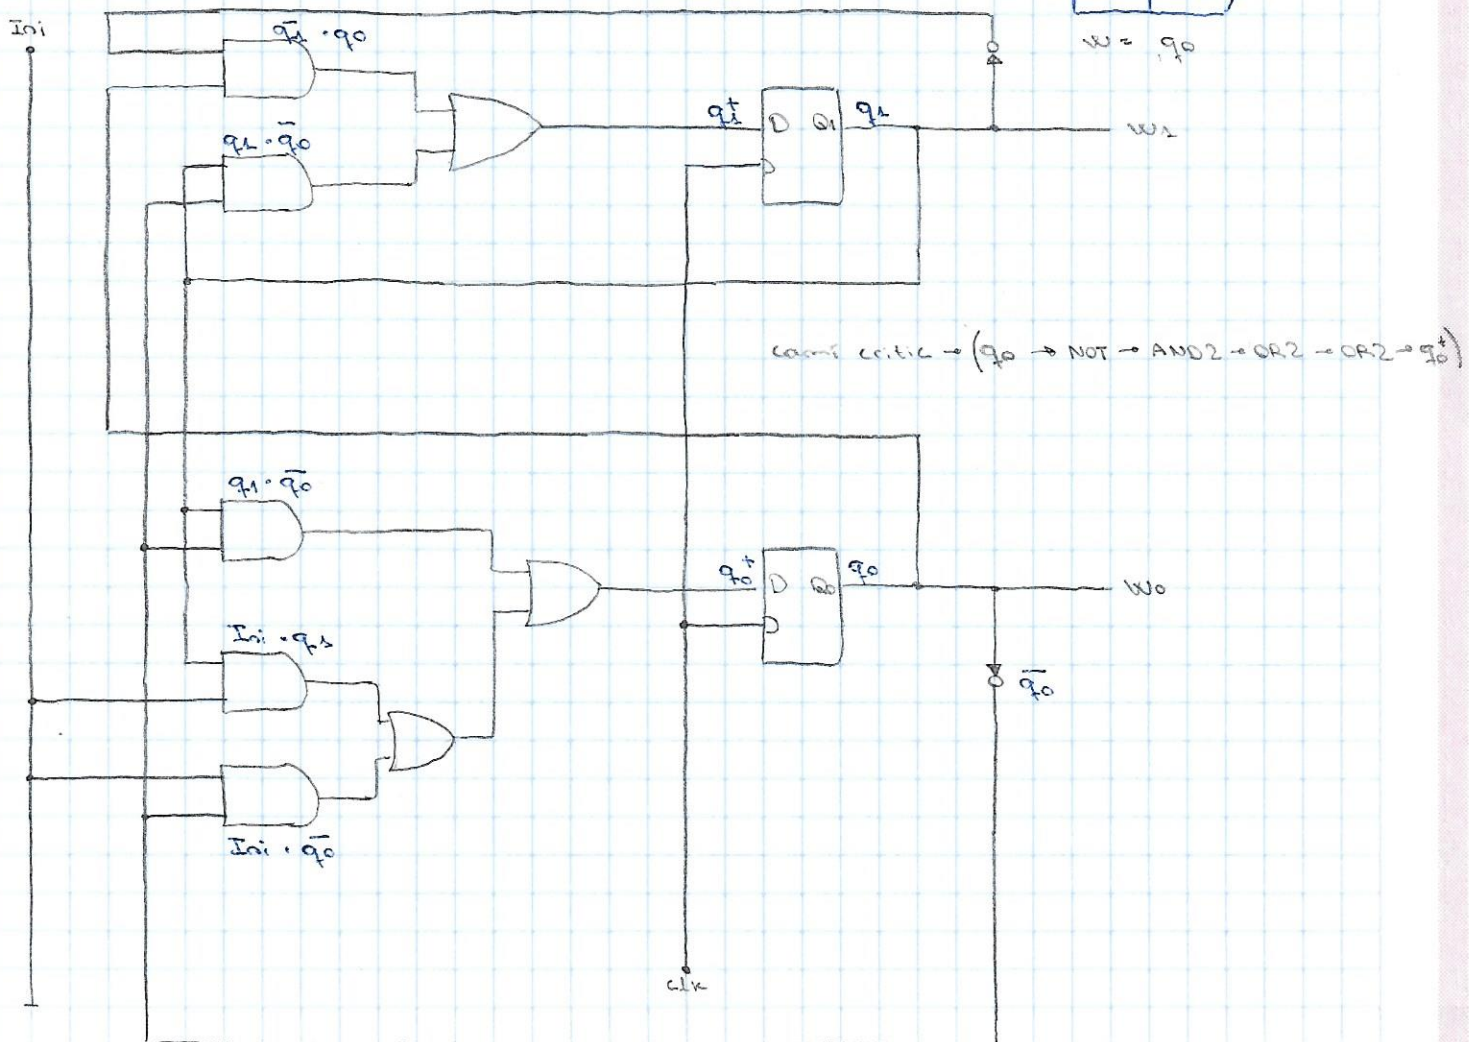 Ini
q̄1 · q0
w = q0
q1 · q̄0
q1⁺
D Q1
q1
w1
camí crític → (q0 → NOT → AND2 → OR2 → OR2 → q0⁺)
q1 · q̄0
q0⁺
D Q0
q0
w0
Ini · q1
q̄0
Ini · q̄0
clk